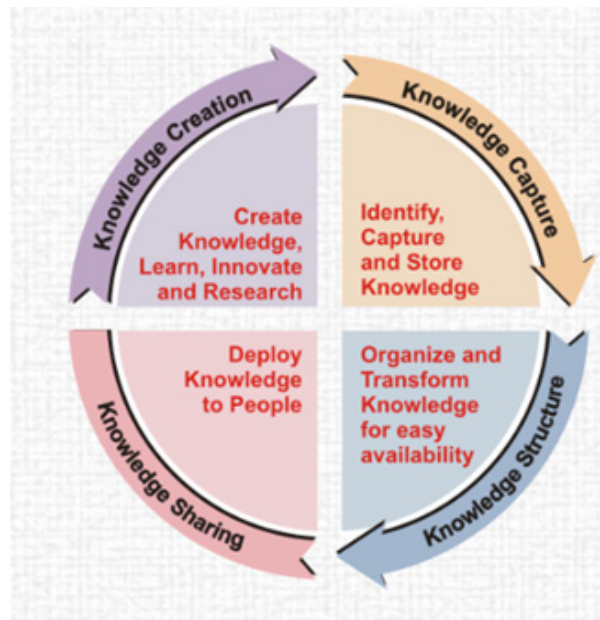 Knowledge Creation
Create
Knowledge,
Learn, Innovate
and Research
Knowledge Capture
Identify,
Capture
and Store
Knowledge
Knowledge Structure
Organize and
Transform
Knowledge
for easy
availability
Knowledge Sharing
Deploy
Knowledge
to People